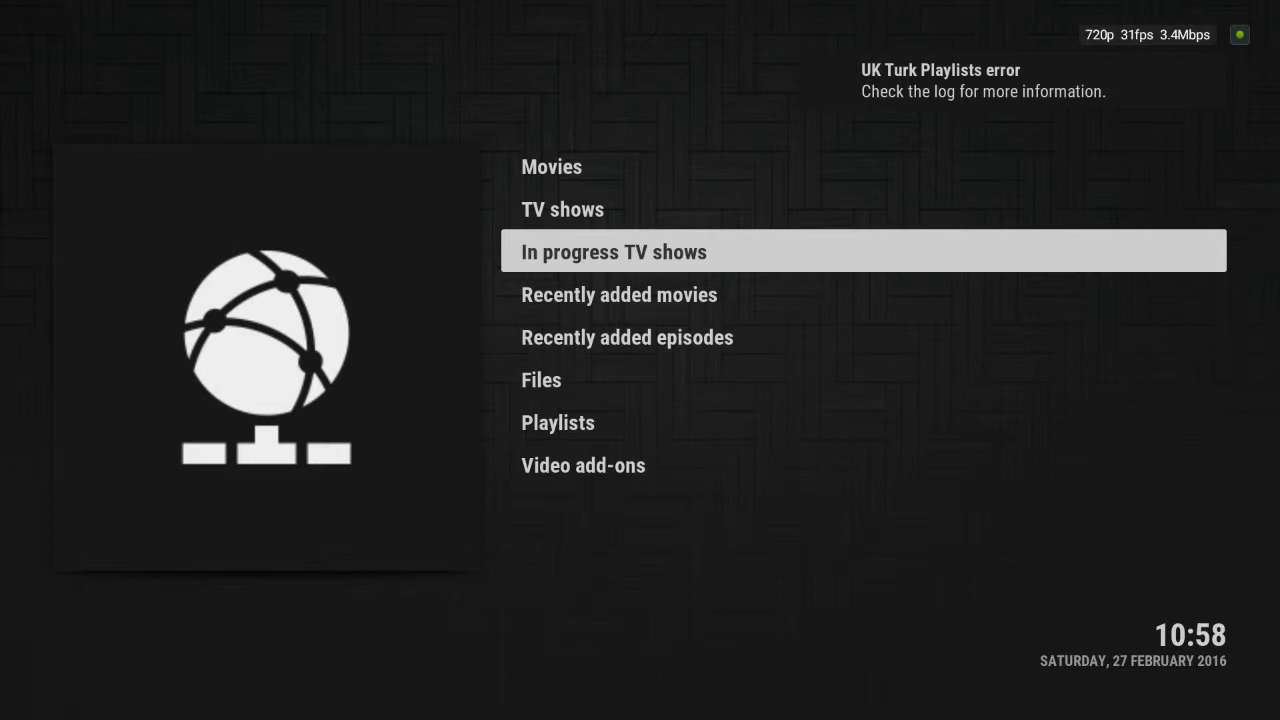 720p 31fps 3.4Mbps
UK Turk Playlists error
Check the log for more information.
Movies
TV shows
In progress TV shows
Recently added movies
Recently added episodes
Files
Playlists
Video add-ons
10:58
SATURDAY, 27 FEBRUARY 2016